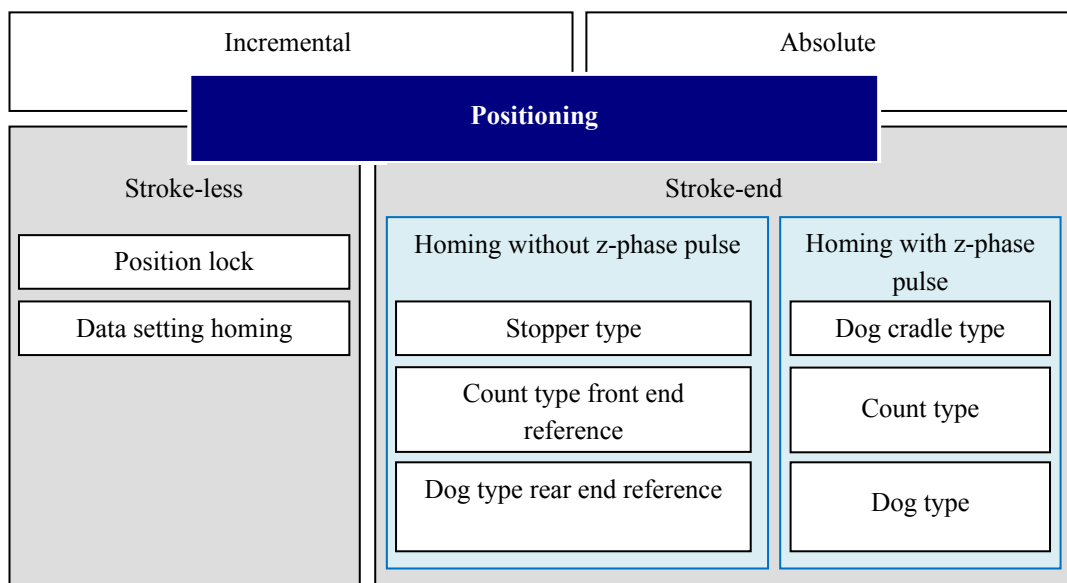 Incremental
Absolute
Positioning
Stroke-less
Position lock
Data setting homing
Stroke-end
Homing without z-phase pulse
Stopper type
Count type front end
reference
Dog type rear end reference
Homing with z-phase
pulse
Dog cradle type
Count type
Dog type